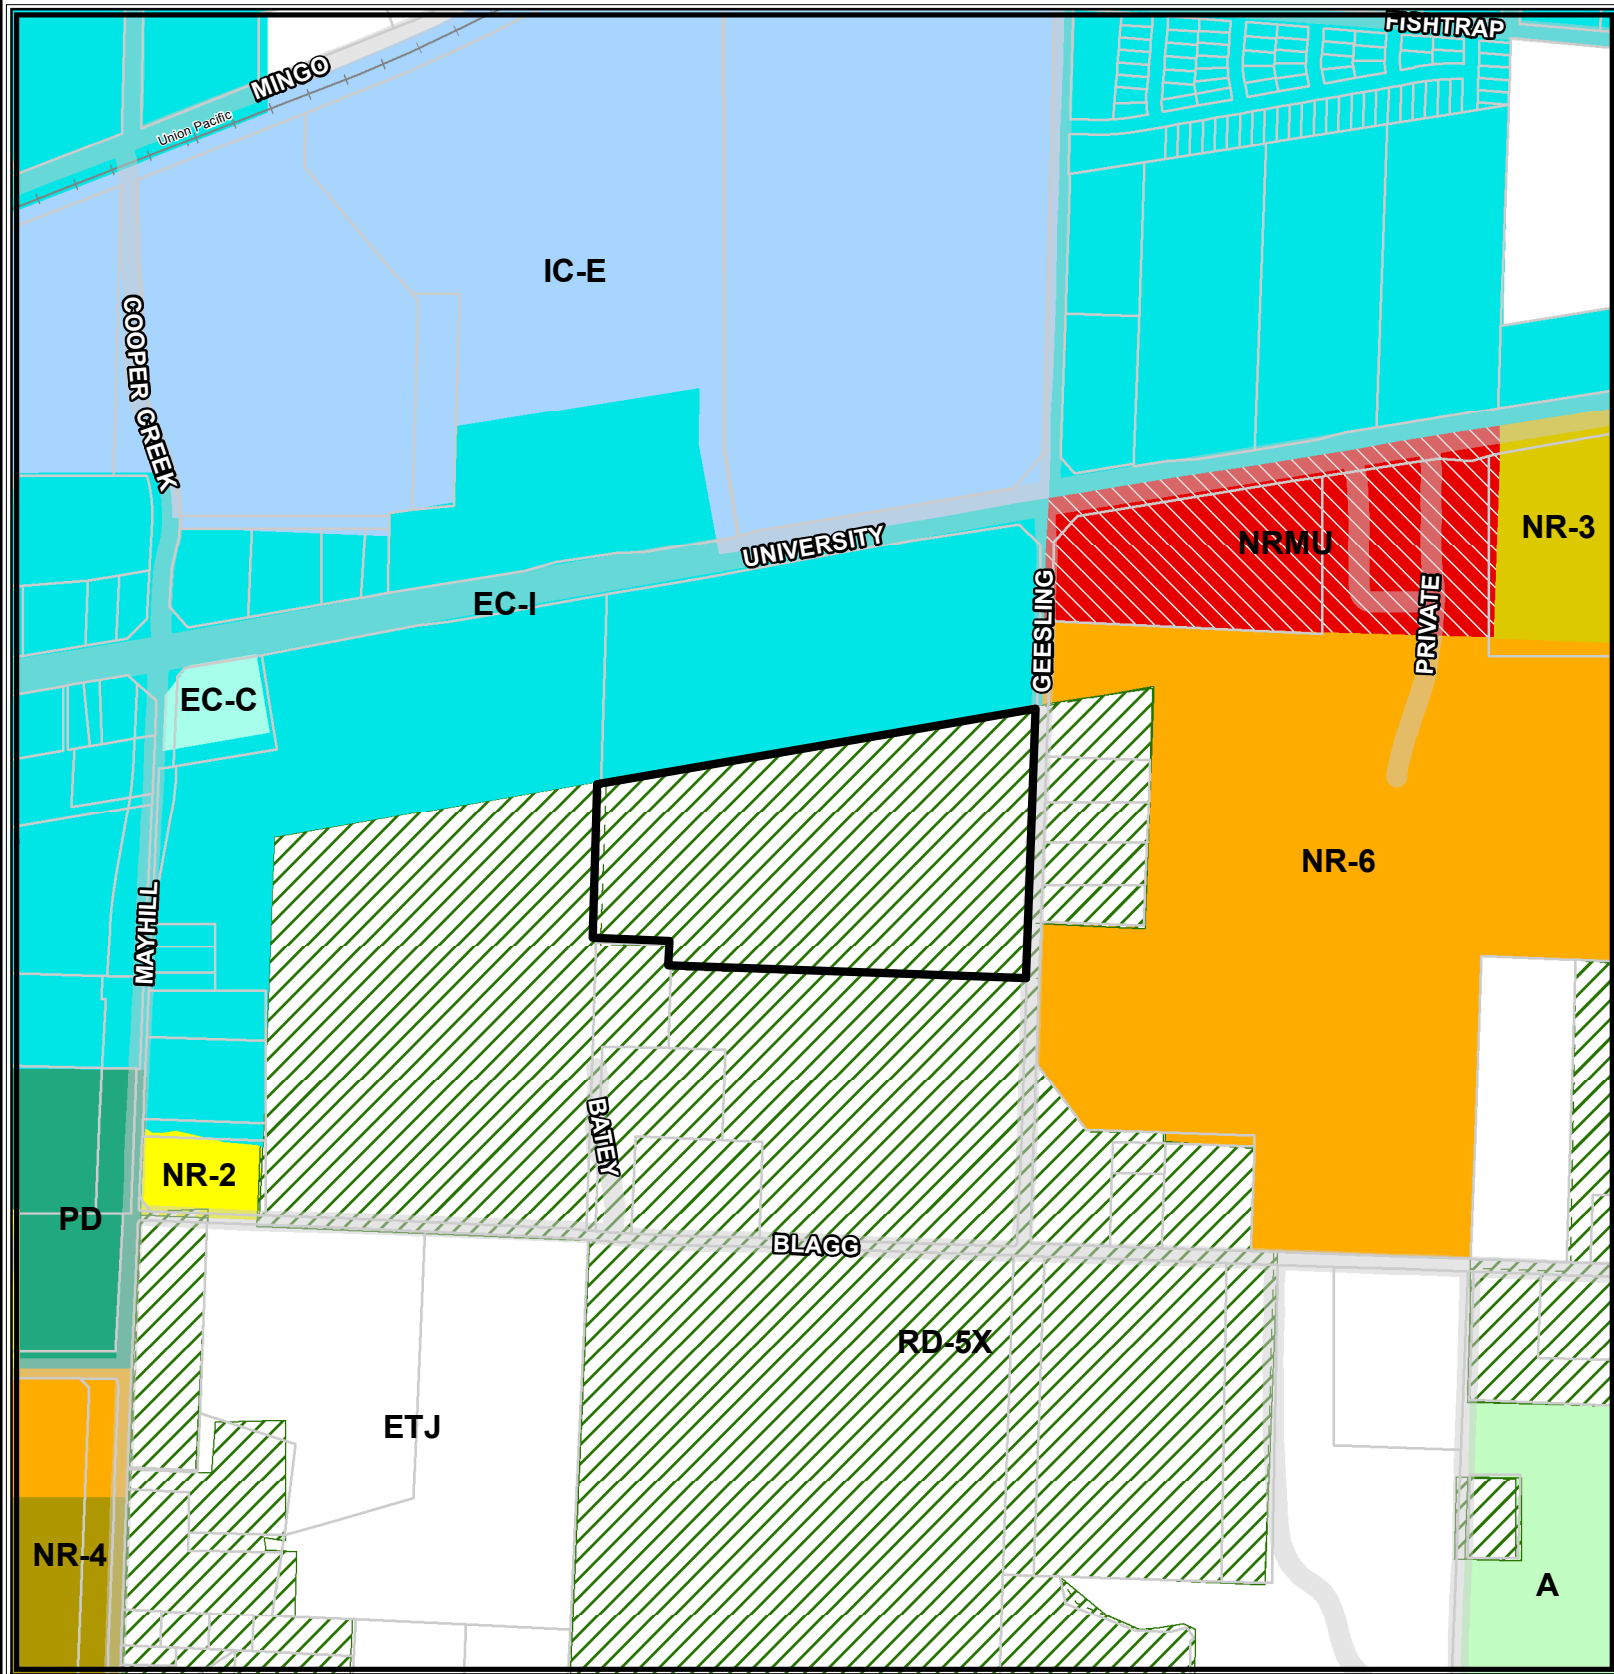 FISHTRAP
MINGO
Union Pacific
IC-E
COOPER CREEK
UNIVERSITY
NRMU
NR-3
EC-I
GEESLING
PRIVATE
EC-C
NR-6
MAYHILL
BATEY
NR-2
PD
BLAGG
RD-5X
ETJ
NR-4
A